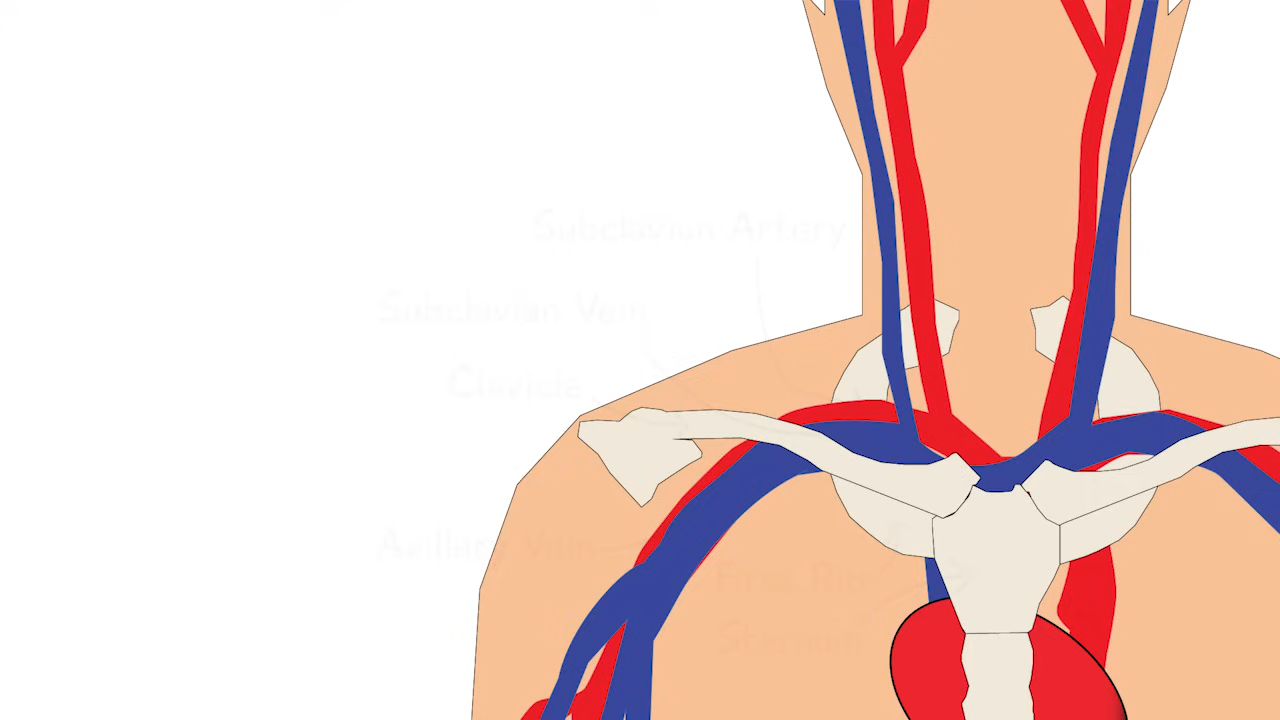 Subclavian Artery
Subclavian Vein
Clavicle
Axillary Vein
First Rib
Sternum